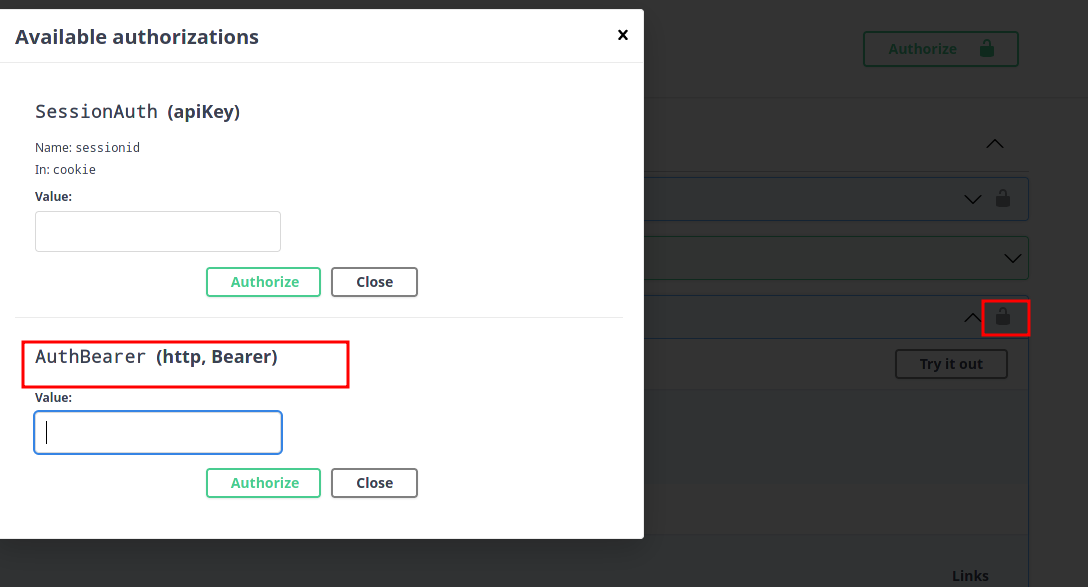 Available authorizations
Authorize
SessionAuth (apiKey)
Name: sessionid
In: cookie
Value:
Authorize Close
AuthBearer (http, Bearer)
Try it out
Value:
Authorize Close
Links